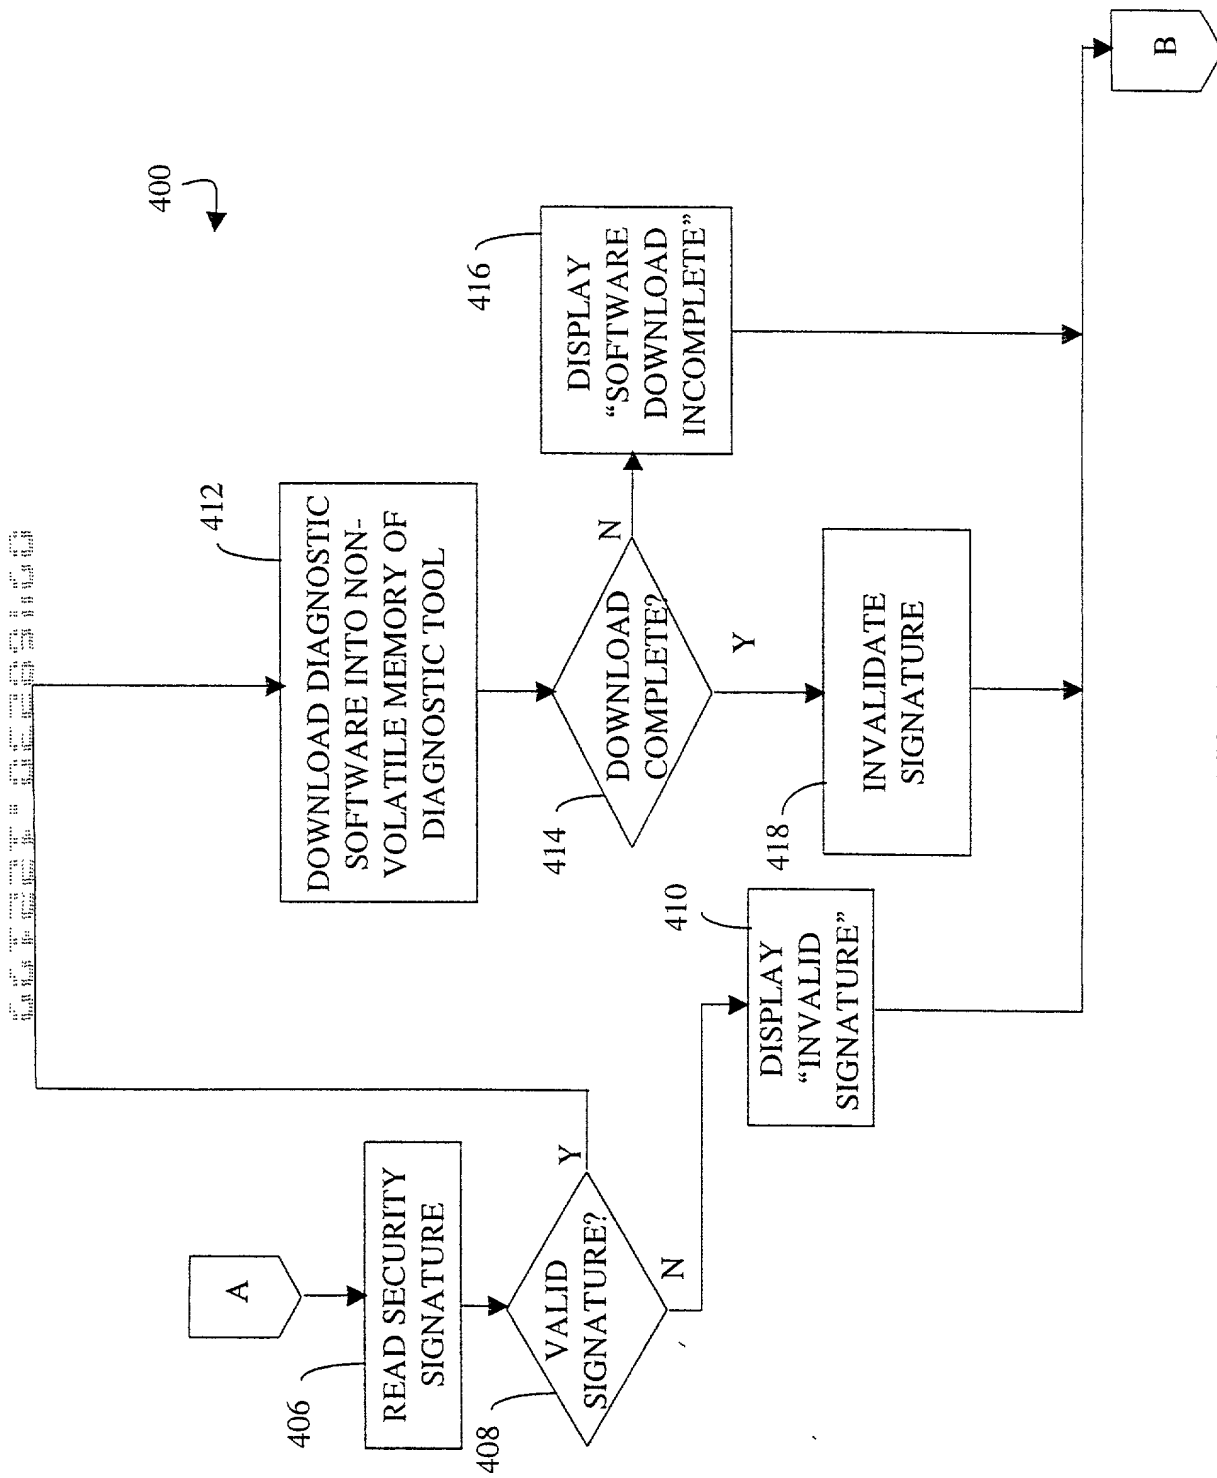 400
A
406
READ SECURITY
SIGNATURE
408
VALID
SIGNATURE?
Y
N
410
DISPLAY
“INVALID
SIGNATURE”
412
DOWNLOAD DIAGNOSTIC
SOFTWARE INTO NON-
VOLATILE MEMORY OF
DIAGNOSTIC TOOL
414
DOWNLOAD
COMPLETE?
N
Y
416
DISPLAY
“SOFTWARE
DOWNLOAD
INCOMPLETE”
418
INVALIDATE
SIGNATURE
B